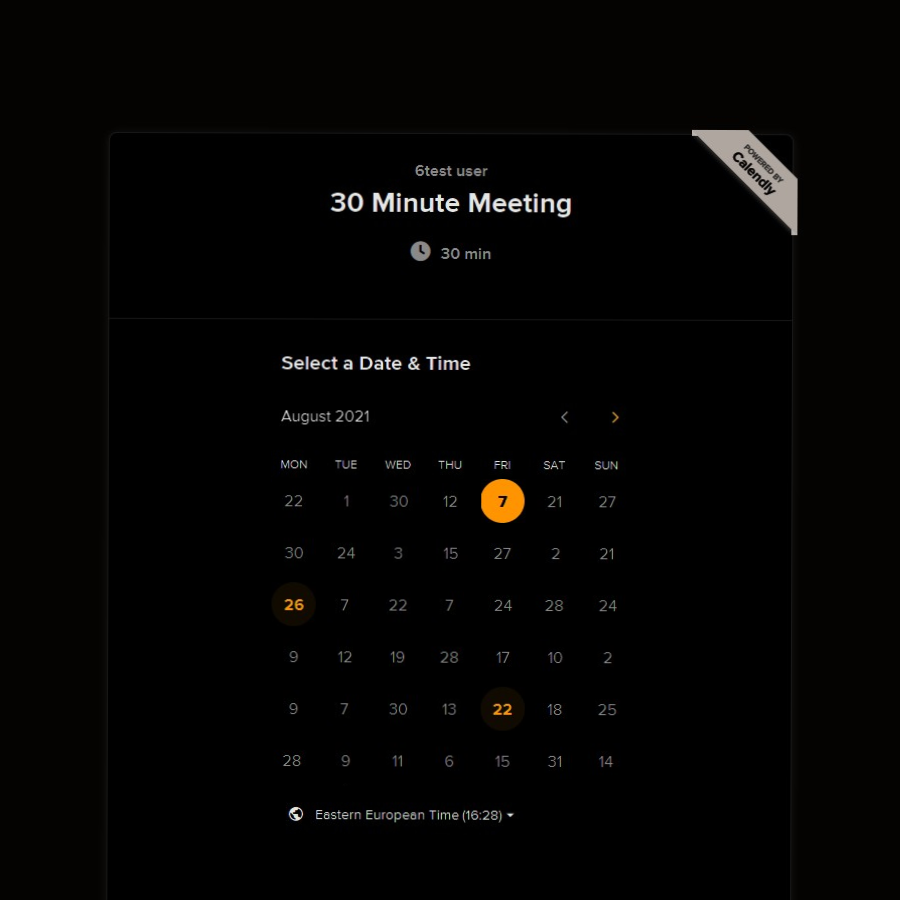 POWERED BY
Calendly
6test user
30 Minute Meeting
30 min
Select a Date & Time
August 2021
MON TUE WED THU FRI SAT SUN
22 1 30 12 7 21 27
30 24 3 15 27 2 21
26 7 22 7 24 28 24
9 12 19 28 17 10 2
9 7 30 13 22 18 25
28 9 11 6 15 31 14
Eastern European Time (16:28)